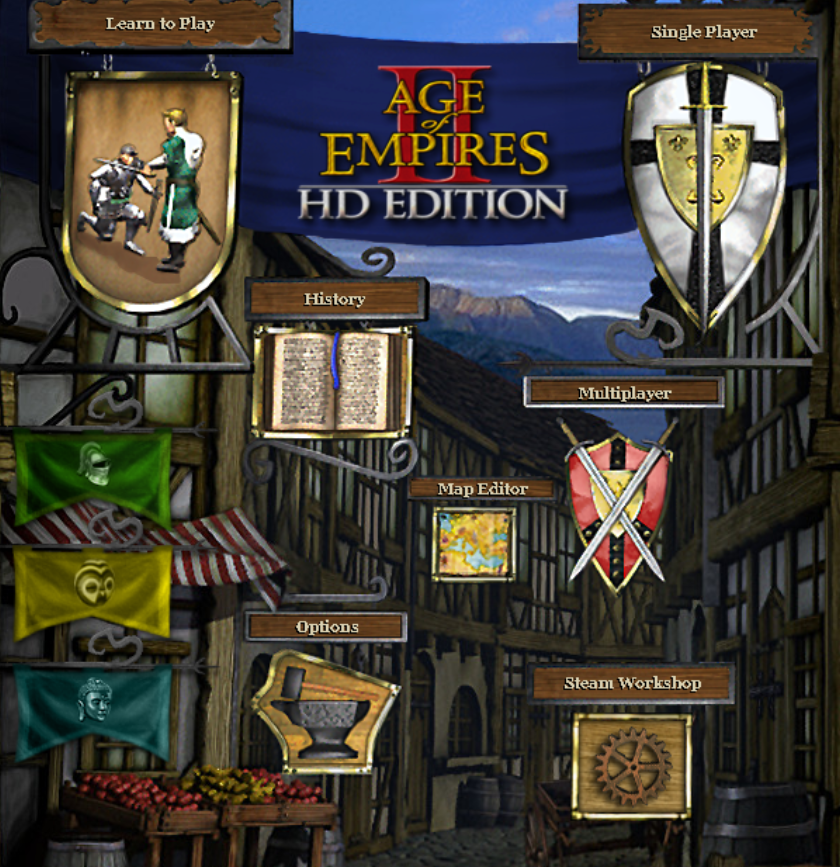 Learn to Play
Single Player
II
AGE
of
EMPIRES
HD EDITION
History
Multiplayer
Map Editor
Options
Steam Workshop